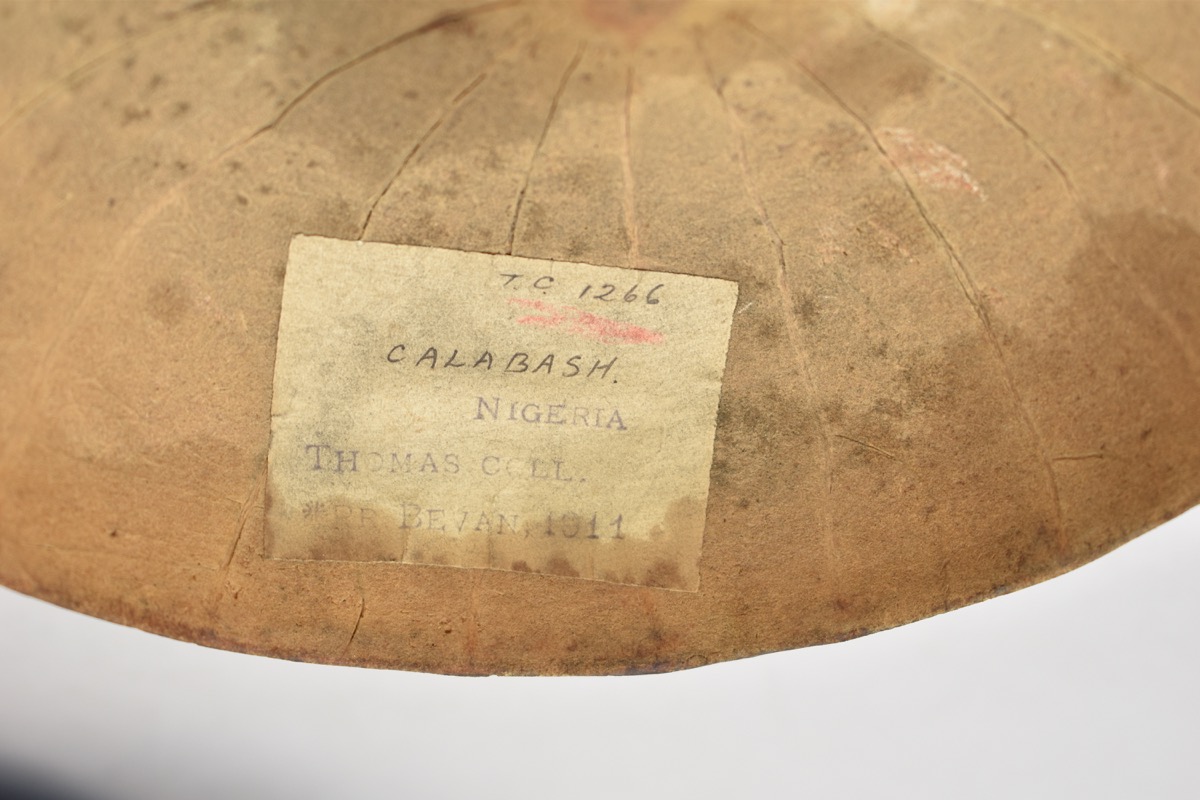 T.C. 1266
CALABASH.
NIGERIA
THOMAS COLL.
BEVAN, 1911